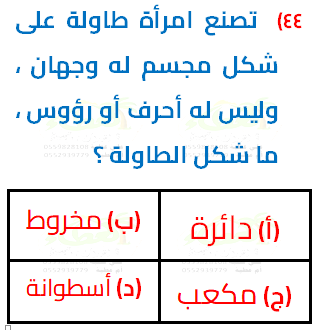 ٤٤) تصنع امرأة طاولة على
شكل مجسم له وجهان ،
وليس له أحرف أو رؤوس ،
ما شكل الطاولة ؟
(أ) دائرة
(ب) مخروط
(ج) مكعب
(د) أسطوانة